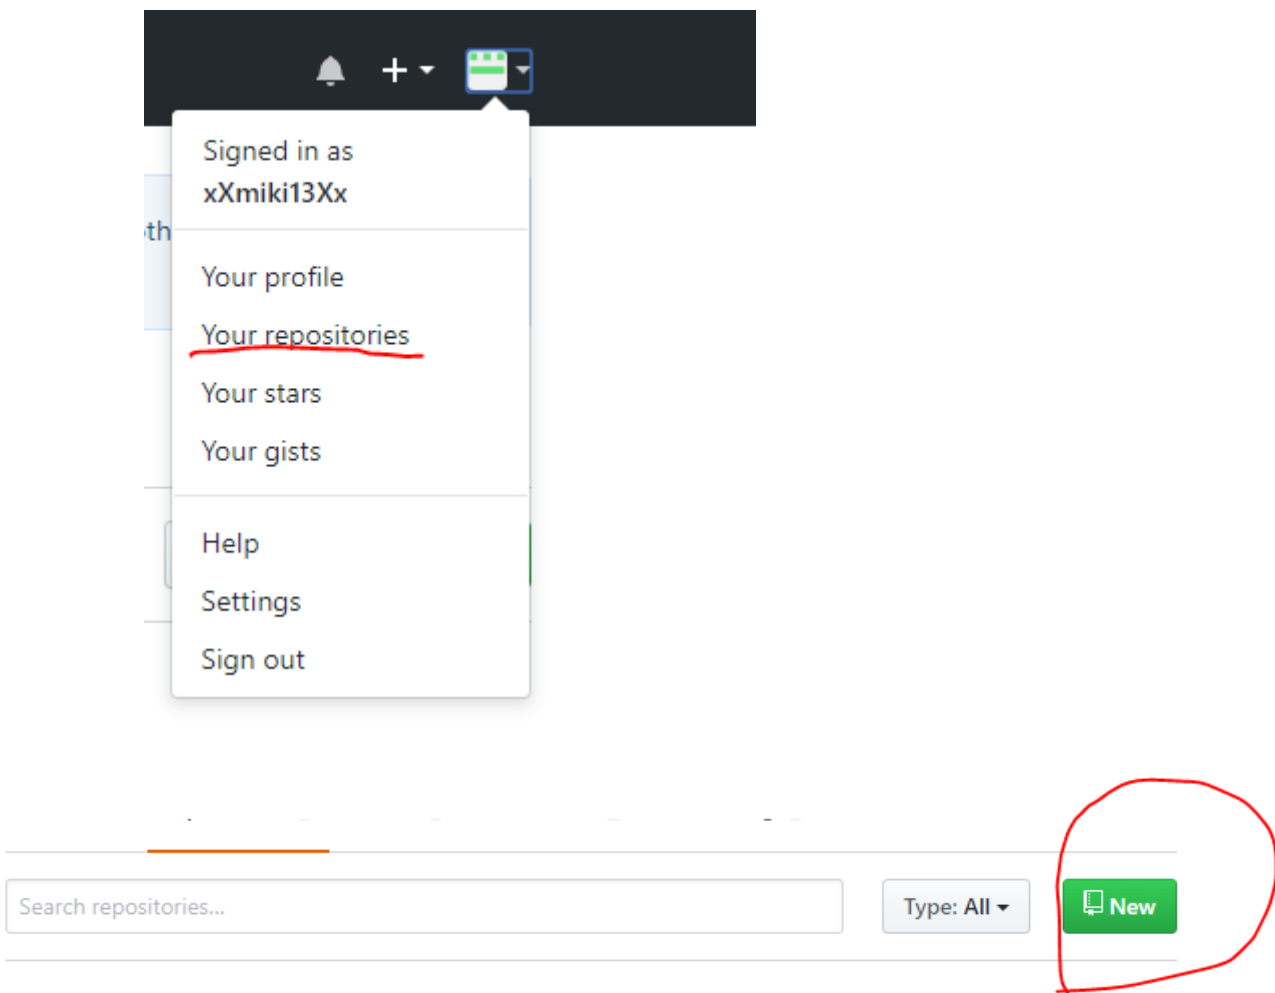 Signed in as
xXmiki13Xx
Your profile
Your repositories
Your stars
Your gists
Help
Settings
Sign out
Search repositories...
Type: All
New